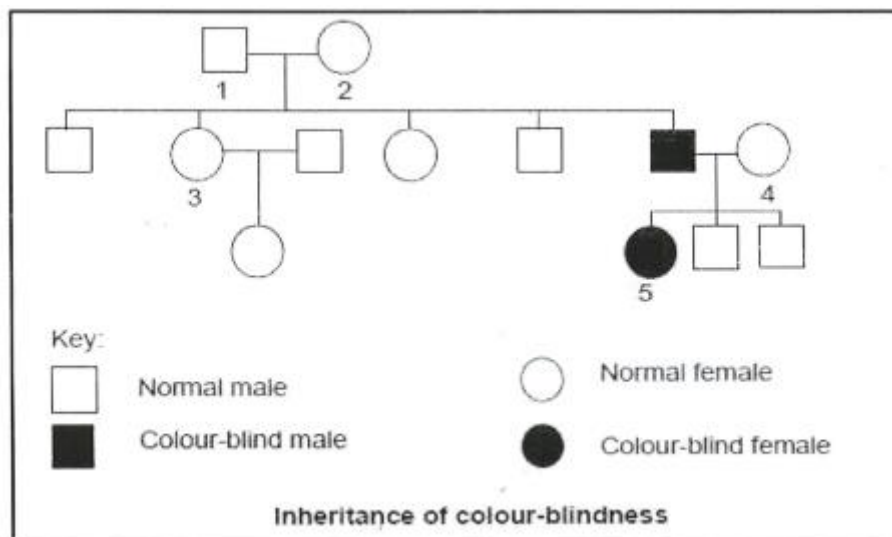 1
2
3
4
5
Key:
Normal male
Normal female
Colour-blind male
Colour-blind female
Inheritance of colour-blindness